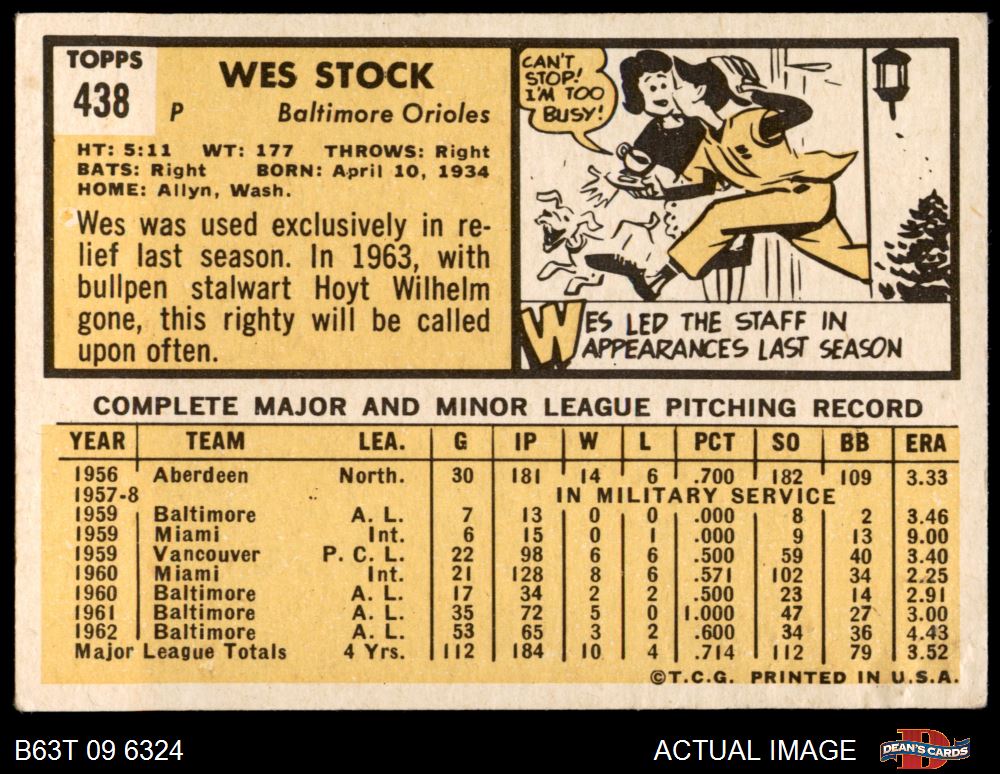 TOPPS
438
WES STOCK
P Baltimore Orioles
HT: 5:11 WT: 177 THROWS: Right
BATS: Right BORN: April 10, 1934
HOME: Allyn, Wash.
Wes was used exclusively in re-
lief last season. In 1963, with
bullpen stalwart Hoyt Wilhelm
gone, this righty will be called
upon often.
CAN'T
STOP!
I'M TOO
BUSY!
WES LED THE STAFF IN
APPEARANCES LAST SEASON
COMPLETE MAJOR AND MINOR LEAGUE PITCHING RECORD
YEAR TEAM LEA. G IP W L PCT SO BB ERA
1956 Aberdeen North. 30 181 14 6 .700 182 109 3.33
1957-8 IN MILITARY SERVICE
1959 Baltimore A. L. 7 13 0 0 .000 8 2 3.46
1959 Miami Int. 6 15 0 1 .000 9 13 9.00
1959 Vancouver P. C. L. 22 98 6 6 .500 59 40 3.40
1960 Miami Int. 21 128 8 6 .571 102 34 2.25
1960 Baltimore A. L. 17 34 2 2 .500 23 14 2.91
1961 Baltimore A. L. 35 72 5 0 1.000 47 27 3.00
1962 Baltimore A. L. 53 65 3 2 .600 34 36 4.43
Major League Totals 4 Yrs. 112 184 10 4 .714 112 79 3.52
©T.C.G. PRINTED IN U.S.A.
B63T 09 6324 ACTUAL IMAGE
DEAN'S CARDS